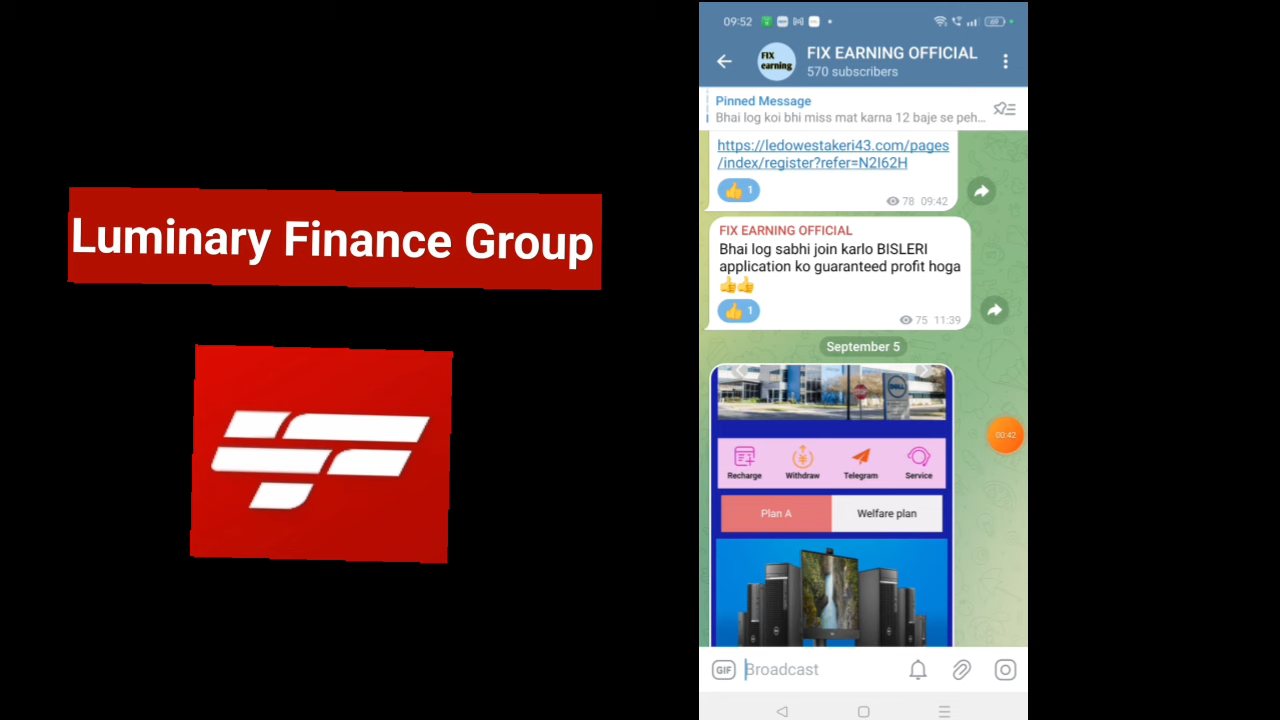 Luminary Finance Group
09:52
FIX EARNING OFFICIAL
570 subscribers
FIX
earning
Pinned Message
Bhai log koi bhi miss mat karna 12 baje se peh...
https://ledowestakeri43.com/pages
/index/register?refer=N2I62H
1
78 09:42
FIX EARNING OFFICIAL
Bhai log sabhi join karlo BISLERI
application ko guaranteed profit hoga
👍👍
1
75 11:39
September 5
DELL
Recharge Withdraw Telegram Service
Plan A Welfare plan
00:42
GIF Broadcast